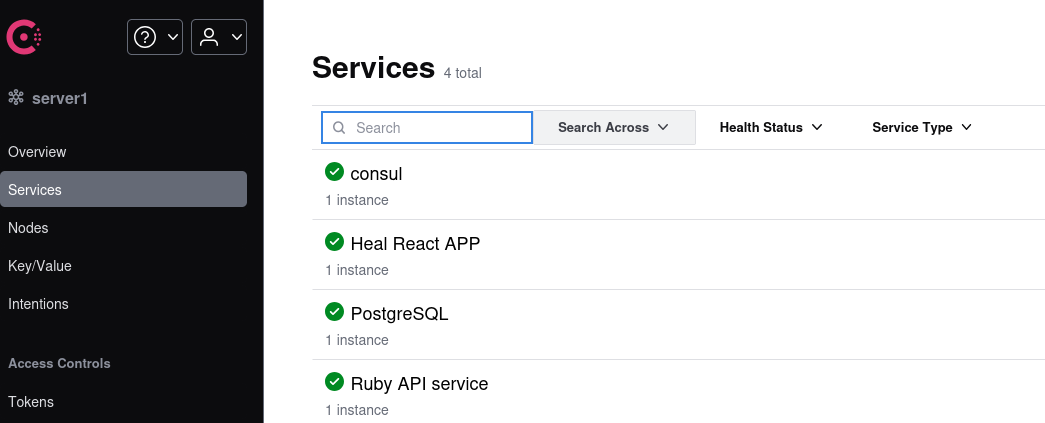 server1
Overview
Services
Nodes
Key/Value
Intentions
Access Controls
Tokens
Services 4 total
Search Search Across Health Status Service Type
consul
1 instance
Heal React APP
1 instance
PostgreSQL
1 instance
Ruby API service
1 instance